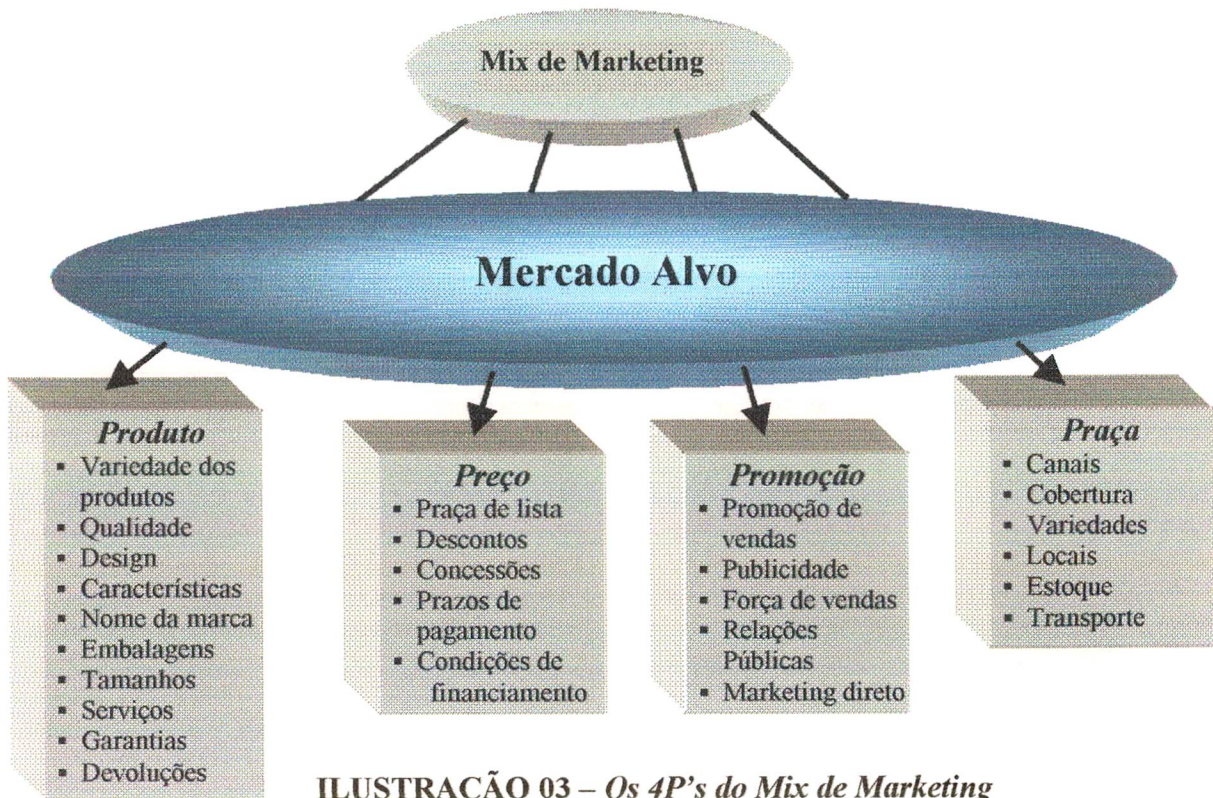 Mix de Marketing
Mercado Alvo
Produto
▪ Variedade dos
produtos
▪ Qualidade
▪ Design
▪ Características
▪ Nome da marca
▪ Embalagens
▪ Tamanhos
▪ Serviços
▪ Garantias
▪ Devoluções
Preço
▪ Praça de lista
▪ Descontos
▪ Concessões
▪ Prazos de
pagamento
▪ Condições de
financiamento
Promoção
▪ Promoção de
vendas
▪ Publicidade
▪ Força de vendas
▪ Relações
Públicas
▪ Marketing direto
Praça
▪ Canais
▪ Cobertura
▪ Variedades
▪ Locais
▪ Estoque
▪ Transporte
ILUSTRAÇÃO 03 – Os 4P's do Mix de Marketing